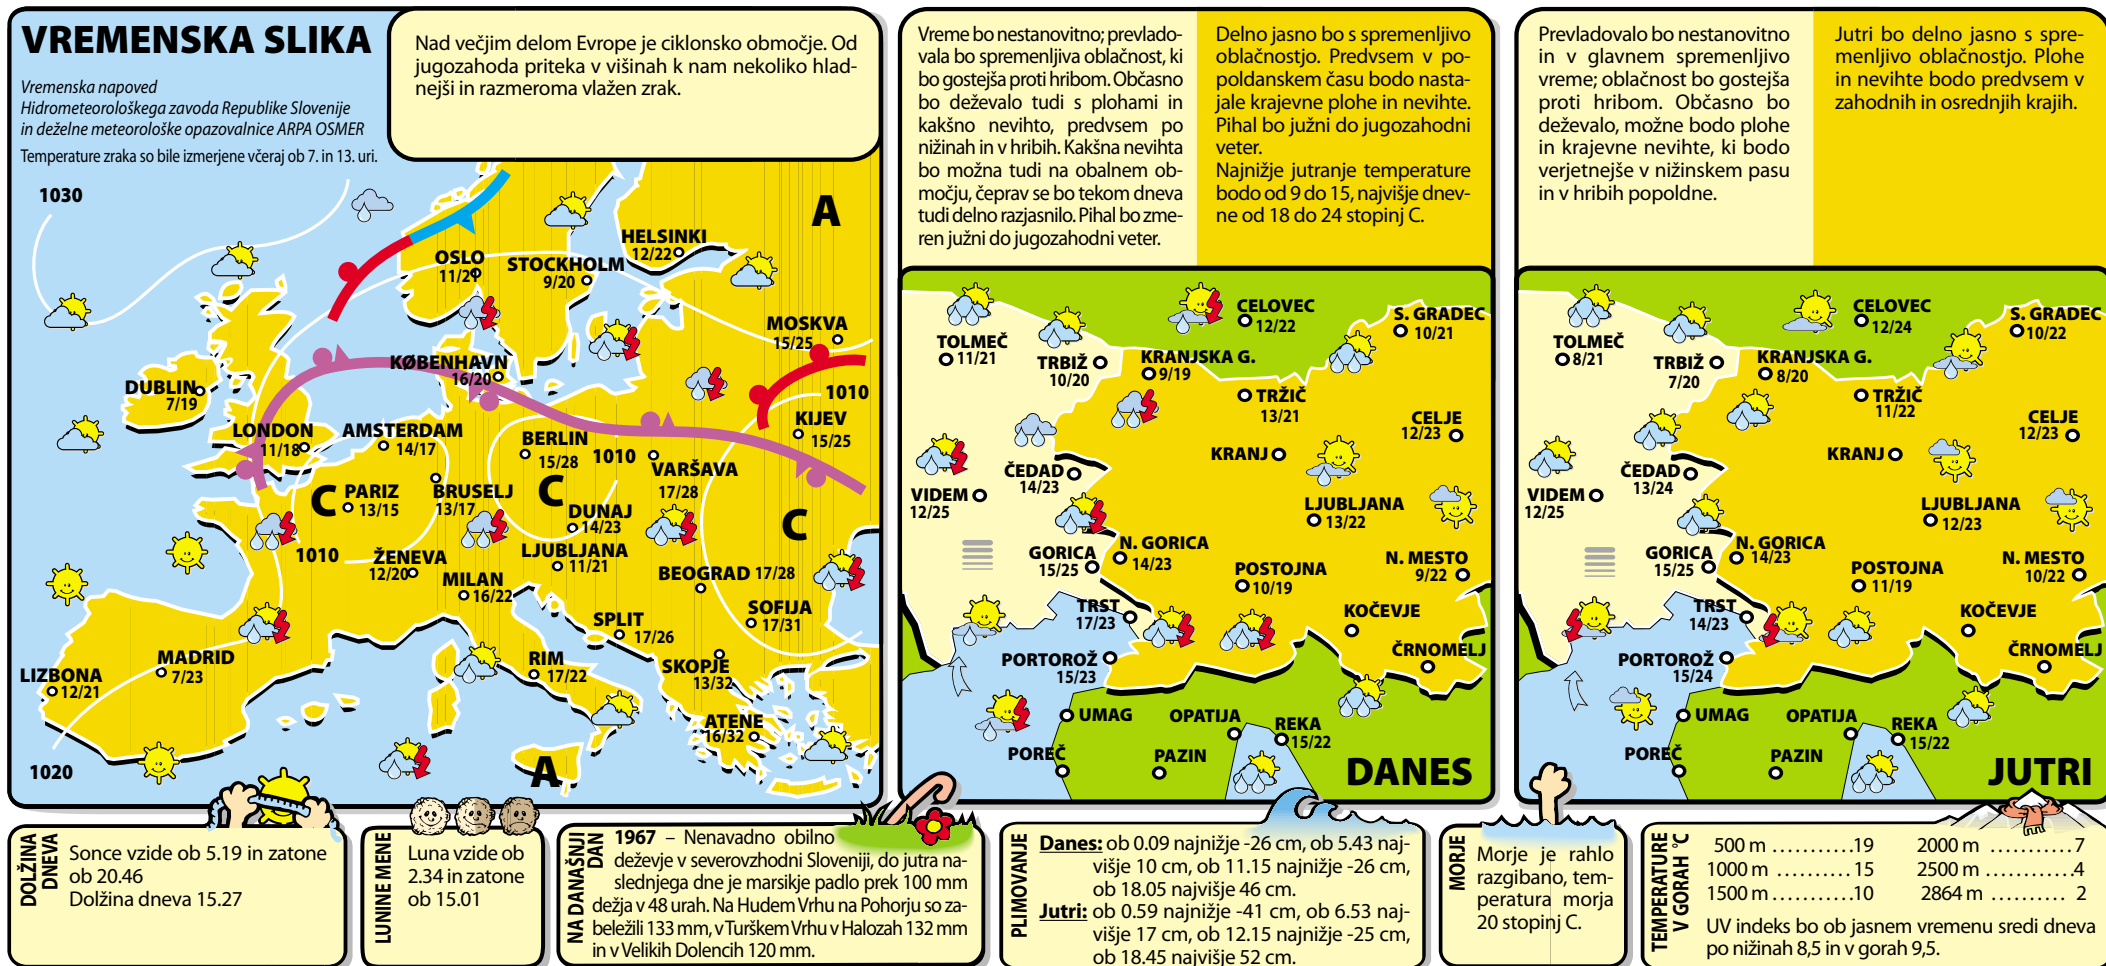 VREMENSKA SLIKA
Vremenska napoved
Hidrometeorološkega zavoda Republike Slovenije
in deželne meteorološke opazovalnice ARPA OSMER
Temperature zraka so bile izmerjene včeraj ob 7. in 13. uri.
Nad večjim delom Evrope je ciklonsko območje. Od
jugozahoda priteka v višinah k nam nekoliko hlad-
nejši in razmeroma vlažen zrak.
1030
A
HELSINKI
12/22
OSLO
11/21
STOCKHOLM
9/20
MOSKVA
15/25
KØBENHAVN
16/20
DUBLIN
7/19
1010
KIJEV
15/25
LONDON
11/18
AMSTERDAM
14/17
BERLIN
15/28
1010
VARŠAVA
17/28
C
PARIZ
13/15
BRUSELJ
13/17
C
DUNAJ
14/23
C
1010
ŽENEVA
12/20
LJUBLJANA
11/21
MILAN
16/22
BEOGRAD 17/28
SOFIJA
17/31
SPLIT
17/26
MADRID
7/23
RIM
17/22
SKOPJE
13/32
LIZBONA
12/21
ATENE
16/32
1020
A
Vreme bo nestanovitno; prevlado-
vala bo spremenljiva oblačnost, ki
bo gostejša proti hribom. Občasno
bo deževalo tudi s plohami in
kakšno nevihto, predvsem po
nižinah in v hribih. Kakšna nevihta
bo možna tudi na obalnem ob-
močju, čeprav se bo tekom dneva
tudi delno razjasnilo. Pihal bo zme-
ren južni do jugozahodni veter.
Delno jasno bo s spremenljivo
oblačnostjo. Predvsem v po-
poldanskem času bodo nasta-
jale krajevne plohe in nevihte.
Pihal bo južni do jugozahodni
veter.
Najnižje jutranje temperature
bodo od 9 do 15, najvišje dnev-
ne od 18 do 24 stopinj C.
CELOVEC
12/22
S. GRADEC
10/21
TOLMEČ
11/21
TRBIŽ
10/20
KRANJSKA G.
9/19
TRŽIČ
13/21
CELJE
12/23
KRANJ
ČEDAD
14/23
VIDEM
12/25
LJUBLJANA
13/22
GORICA
15/25
N. GORICA
14/23
POSTOJNA
10/19
N. MESTO
9/22
TRST
17/23
KOČEVJE
PORTOROŽ
15/23
ČRNOMELJ
UMAG
OPATIJA
REKA
15/22
POREČ
PAZIN
DANES
Prevladovalo bo nestanovitno
in v glavnem spremenljivo
vreme; oblačnost bo gostejša
proti hribom. Občasno bo
deževalo, možne bodo plohe
in krajevne nevihte, ki bodo
verjetnejše v nižinskem pasu
in v hribih popoldne.
Jutri bo delno jasno s spre-
menljivo oblačnostjo. Plohe
in nevihte bodo predvsem v
zahodnih in osrednjih krajih.
CELOVEC
12/24
S. GRADEC
10/22
TOLMEČ
8/21
TRBIŽ
7/20
KRANJSKA G.
8/20
TRŽIČ
11/22
CELJE
12/23
KRANJ
ČEDAD
13/24
VIDEM
12/25
LJUBLJANA
12/23
GORICA
15/25
N. GORICA
14/23
POSTOJNA
11/19
N. MESTO
10/22
TRST
14/23
KOČEVJE
PORTOROŽ
15/24
ČRNOMELJ
UMAG
OPATIJA
REKA
15/22
POREČ
PAZIN
JUTRI
DOLŽINA
DNEVA
Sonce vzide ob 5.19 in zatone
ob 20.46
Dolžina dneva 15.27
LUNINE MENE
Luna vzide ob
2.34 in zatone
ob 15.01
NA DANAŠNJI
DAN
1967 – Nenavadno obilno
deževje v severovzhodni Sloveniji, do jutra na-
slednjega dne je marsikje padlo prek 100 mm
dežja v 48 urah. Na Hudem Vrhu na Pohorju so za-
beležili 133 mm, v Turškem Vrhu v Halozah 132 mm
in v Velikih Dolencih 120 mm.
PLIMOVANJE
Danes: ob 0.09 najnižje -26 cm, ob 5.43 naj-
višje 10 cm, ob 11.15 najnižje -26 cm,
ob 18.05 najvišje 46 cm.
Jutri: ob 0.59 najnižje -41 cm, ob 6.53 naj-
višje 17 cm, ob 12.15 najnižje -25 cm,
ob 18.45 najvišje 52 cm.
MORJE
Morje je rahlo
razgibano, tem-
peratura morja
20 stopinj C.
TEMPERATURE
V GORAH °C
500 m ...........19
1000 m .......... 15
1500 m ...........10
2000 m ...........7
2500 m ............4
2864 m ........... 2
UV indeks bo ob jasnem vremenu sredi dneva
po nižinah 8,5 in v gorah 9,5.